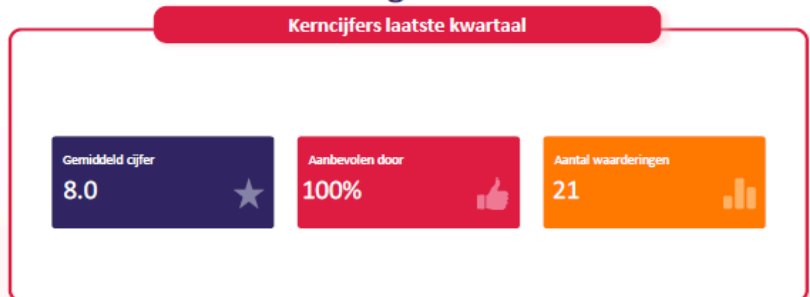 Kerncijfers laatste kwartaal
Gemiddeld cijfer
8.0
Aanbevolen door
100%
Aantal waarderingen
21